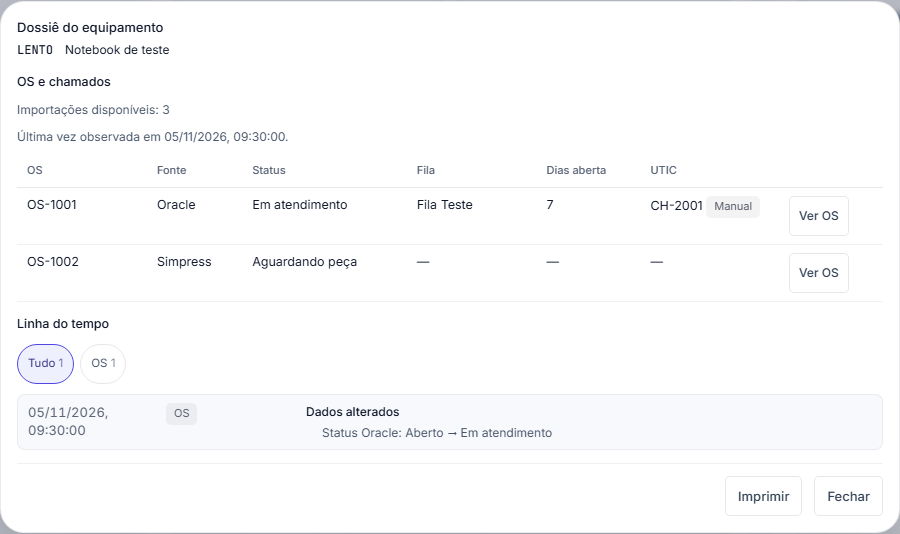 Dossiê do equipamento
LENTO Notebook de teste
OS e chamados
Importações disponíveis: 3
Última vez observada em 05/11/2026, 09:30:00.
OS Fonte Status Fila Dias aberta UTIC
OS-1001 Oracle Em atendimento Fila Teste 7 CH-2001 Manual Ver OS
OS-1002 Simpress Aguardando peça — — — Ver OS
Linha do tempo
Tudo 1 OS 1
05/11/2026, OS Dados alterados
09:30:00 Status Oracle: Aberto → Em atendimento
Imprimir Fechar